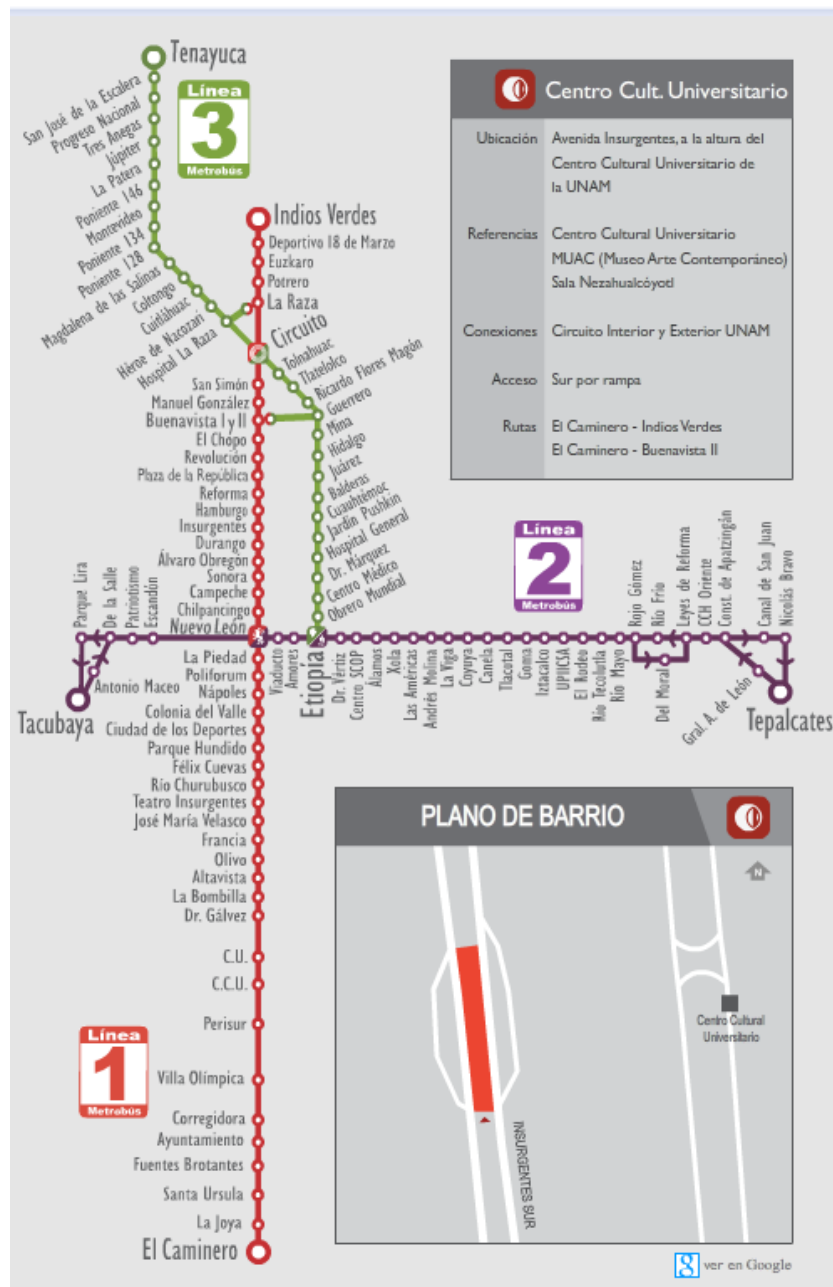 Tenayuca
San José de la Escalera
Progreso Nacional
Tres Anegas
Júpiter
La Patera
Poniente 146
Montevideo
Poniente 134
Poniente 128
Magdalena de las Salinas
Coltongo
Cuitláhuac
Héroe de Nacozari
Hospital La Raza
Línea
3
Metrobús
Indios Verdes
Deportivo 18 de Marzo
Euzkaro
Potrero
La Raza
Circuito
Tolnahuac
Tlatelolco
Ricardo Flores Magón
Guerrero
Mina
Hidalgo
Juárez
Balderas
Cuauhtémoc
Jardín Pushkin
Hospital General
Dr. Márquez
Centro Médico
Obrero Mundial
San Simón
Manuel González
Buenavista I y II
El Chopo
Revolución
Plaza de la República
Reforma
Hamburgo
Insurgentes
Durango
Álvaro Obregón
Sonora
Campeche
Chilpancingo
Nuevo León
Centro Cult. Universitario
Ubicación
Avenida Insurgentes, a la altura del
Centro Cultural Universitario de
la UNAM
Referencias
Centro Cultural Universitario
MUAC (Museo Arte Contemporáneo)
Sala Nezahualcóyotl
Conexiones
Circuito Interior y Exterior UNAM
Acceso
Sur por rampa
Rutas
El Caminero - Indios Verdes
El Caminero - Buenavista II
Línea
2
Metrobús
Parque Lira
De la Salle
Patriotismo
Escandón
Antonio Maceo
Tacubaya
Viaducto
Amores
Etiopía
Dr. Vértiz
Centro SCOP
Álamos
Xola
Las Américas
Andrés Molina
La Viga
Coyuya
Canela
Tlacotal
Goma
Iztacalco
UPIICSA
El Rodeo
Río Tecolutla
Río Mayo
Rojo Gómez
Río Frío
Del Moral
Leyes de Reforma
CCH Oriente
Const. de Apatzingán
Canal de San Juan
Nicolás Bravo
Gral. A. de León
Tepalcates
La Piedad
Poliforum
Nápoles
Colonia del Valle
Ciudad de los Deportes
Parque Hundido
Félix Cuevas
Río Churubusco
Teatro Insurgentes
José María Velasco
Francia
Olivo
Altavista
La Bombilla
Dr. Gálvez
C.U.
C.C.U.
Perisur
Villa Olímpica
Corregidora
Ayuntamiento
Fuentes Brotantes
Santa Ursula
La Joya
El Caminero
Línea
1
Metrobús
PLANO DE BARRIO
N
Centro Cultural
Universitario
INSURGENTES SUR
g ver en Google